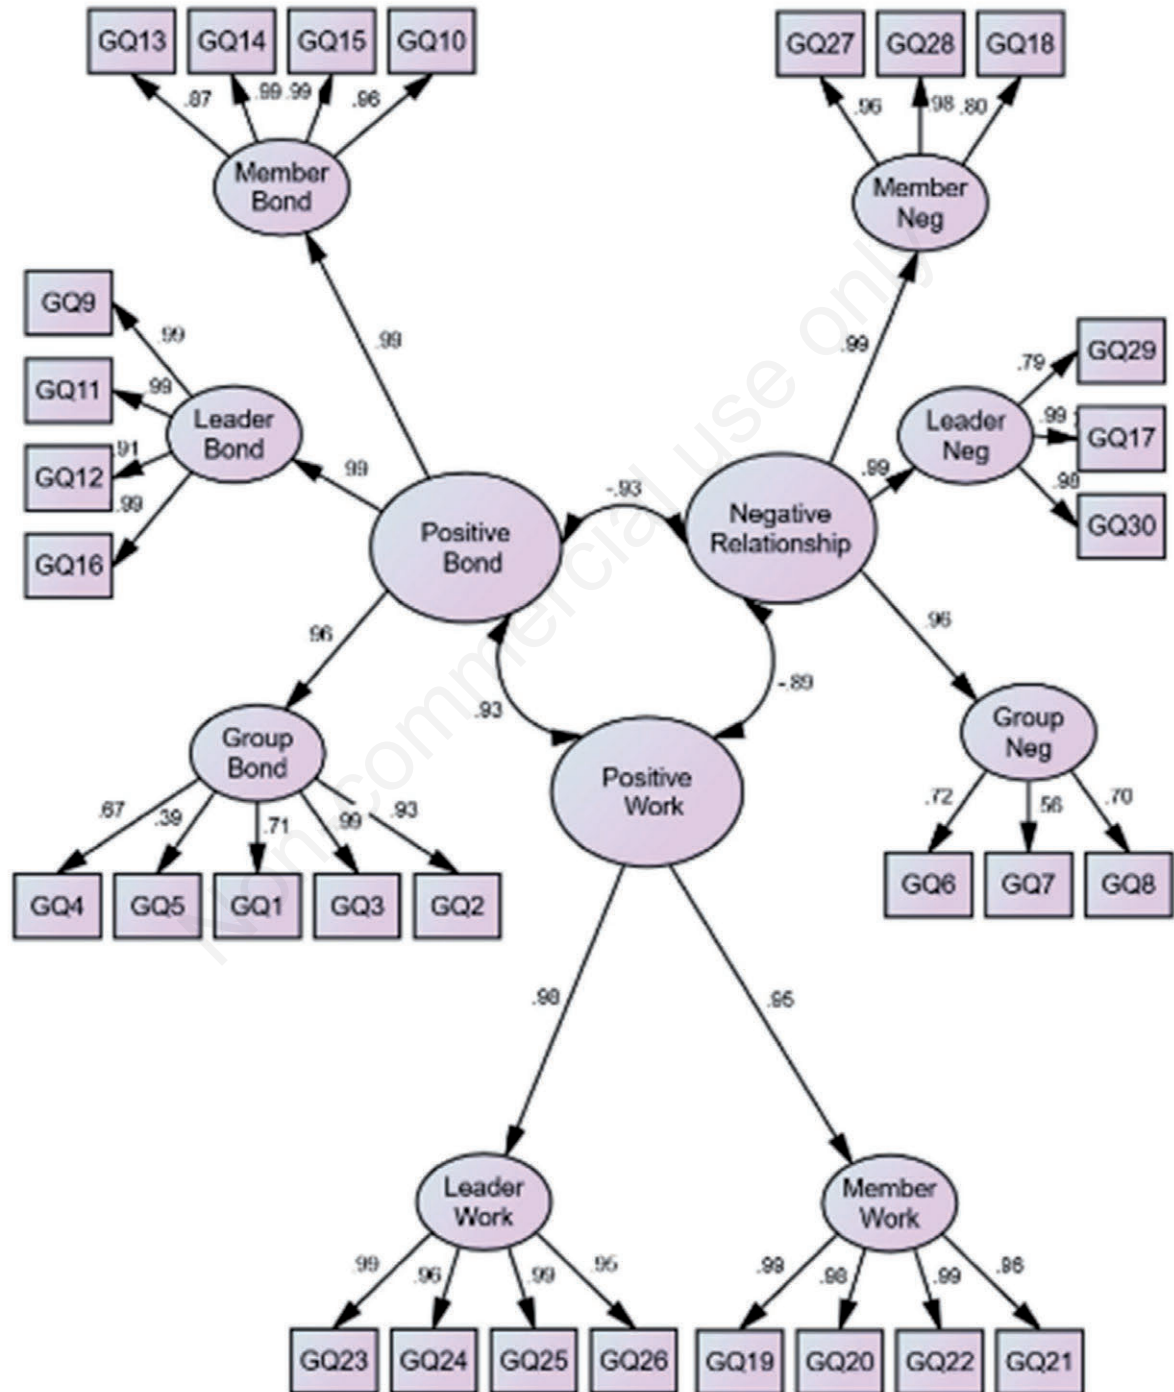 GQ13 GQ14 GQ15 GQ10
.87 .99 .99 .96
Member
Bond
GQ27 GQ28 GQ18
.96 .98 .80
Member
Neg
GQ9
GQ11
GQ12
GQ16
.99
.99
.91
.99
Leader
Bond
.99
.99
.99
.99
GQ29
GQ17
GQ30
.79
.99
.98
Leader
Neg
Positive
Bond
-.93
Negative
Relationship
.96
.93
-.89
.96
Group
Bond
Positive
Work
Group
Neg
.67 .39 .71 .99 .93
GQ4 GQ5 GQ1 GQ3 GQ2
.72 .56 .70
GQ6 GQ7 GQ8
.98 .95
Leader
Work
Member
Work
.99 .96 .99 .95
GQ23 GQ24 GQ25 GQ26
.99 .98 .99
GQ19 GQ20 GQ22 GQ21
Non-commercial use only